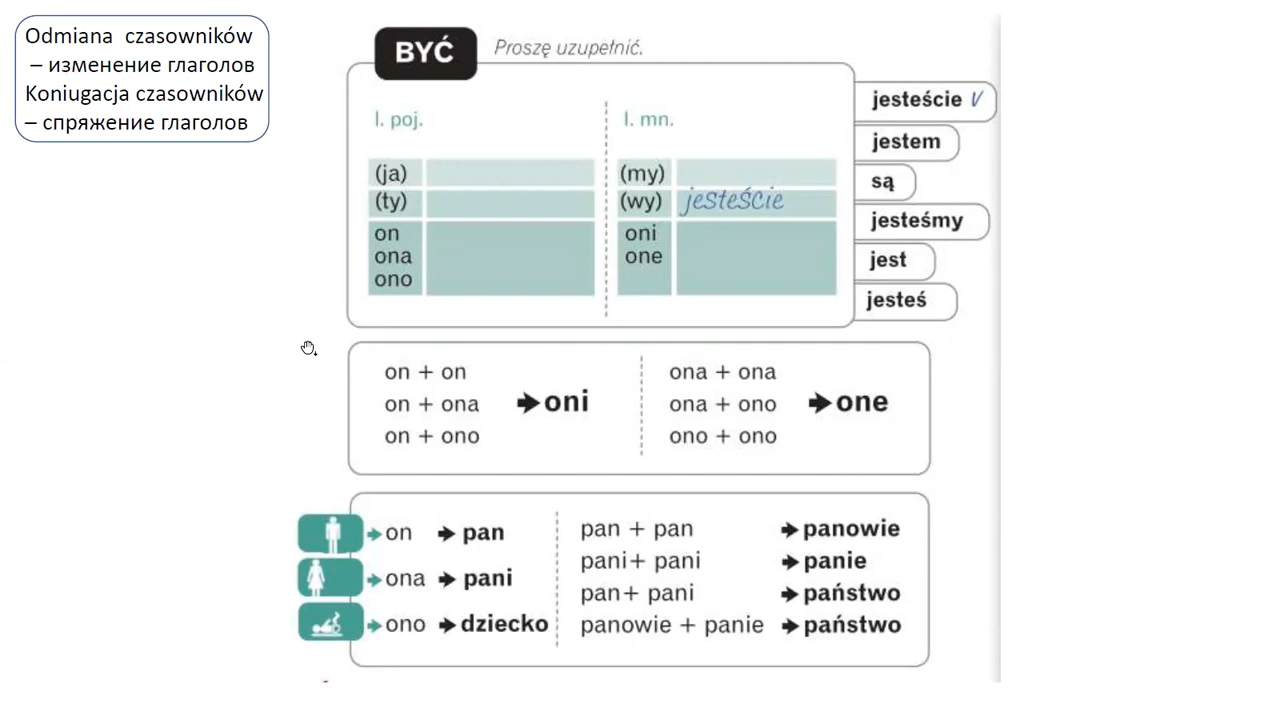 Odmiana czasowników
– изменение глаголов
Koniugacja czasowników
– спряжение глаголов
BYĆ
Proszę uzupełnić.
l. poj.
l. mn.
(ja)
(my)
(ty)
(wy) jesteście
on
ona
ono
oni
one
jesteście V
jestem
są
jesteśmy
jest
jesteś
on + on
on + ona
on + ono
➔ oni
ona + ona
ona + ono
ono + ono
➔ one
➔ on ➔ pan
➔ ona ➔ pani
➔ ono ➔ dziecko
pan + pan ➔ panowie
pani+ pani ➔ panie
pan+ pani ➔ państwo
panowie + panie ➔ państwo